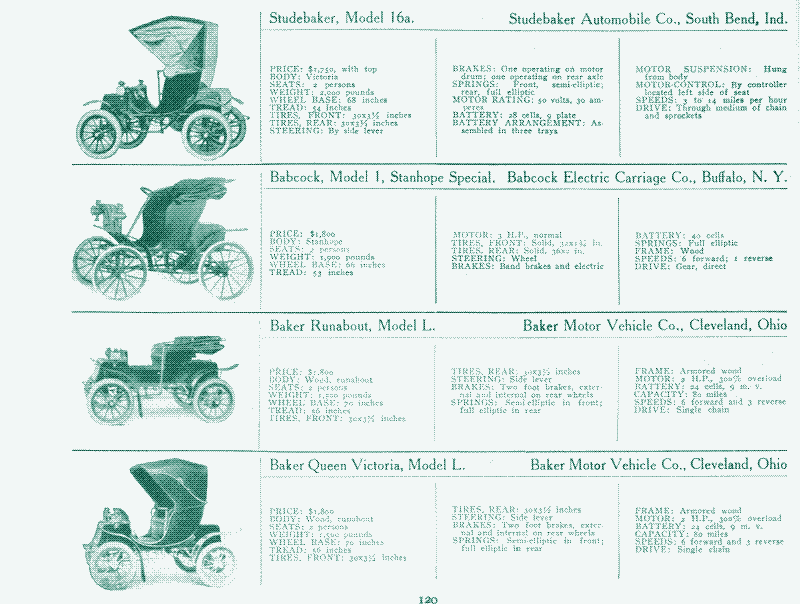 Studebaker, Model 16a. Studebaker Automobile Co., South Bend, Ind.
PRICE: $1,750, with top
BODY: Victoria
SEATS: 2 persons
WEIGHT: 2,000 pounds
WHEEL BASE: 68 inches
TREAD: 54 inches
TIRES, FRONT: 30x3½ inches
TIRES, REAR: 30x3½ inches
STEERING: By side lever
BRAKES: One operating on motor
drum; one operating on rear axle
SPRINGS: Front, semi-elliptic;
rear, full elliptic
MOTOR RATING: 50 volts, 30 am-
peres
BATTERY: 28 cells, 9 plate
BATTERY ARRANGEMENT: As-
sembled in three trays
MOTOR SUSPENSION: Hung
from body
MOTOR-CONTROL: By controller
located left side of seat
SPEEDS: 3 to 14 miles per hour
DRIVE: Through medium of chain
and sprockets
Babcock, Model 1, Stanhope Special. Babcock Electric Carriage Co., Buffalo, N. Y.
PRICE: $1,800
BODY: Stanhope
SEATS: 2 persons
WEIGHT: 1,900 pounds
WHEEL BASE: 66 inches
TREAD: 53 inches
MOTOR: 3 H.P., normal
TIRES, FRONT: Solid, in.
TIRES, REAR: Solid, in.
STEERING: Wheel
BRAKES: Band brakes and electric
BATTERY: 40 cells
SPRINGS: Full elliptic
FRAME: Wood
SPEEDS: 6 forward; 1 reverse
DRIVE: Gear, direct
Baker Runabout, Model L. Baker Motor Vehicle Co., Cleveland, Ohio
PRICE: $1,800
BODY: Wood, runabout
SEATS: 2 persons
WEIGHT: pounds
WHEEL BASE: 70 inches
TREAD: 56 inches
TIRES, FRONT: 30x3½ inches
TIRES, REAR: 30x3½ inches
STEERING: Side lever
BRAKES: Two foot brakes, exter-
nal and internal on rear wheels
SPRINGS: Semi-elliptic in front;
full elliptic in rear
FRAME: Armored wood
MOTOR: 2 H.P., 300% overload
BATTERY: 24 cells, 9 m. v.
CAPACITY: 80 miles
SPEEDS: 6 forward and 3 reverse
DRIVE: Single chain
Baker Queen Victoria, Model L. Baker Motor Vehicle Co., Cleveland, Ohio
PRICE: $1,800
BODY: Wood, runabout
SEATS: 2 persons
WEIGHT: pounds
WHEEL BASE: 70 inches
TREAD: 56 inches
TIRES, FRONT: 30x3½ inches
TIRES, REAR: 30x3½ inches
STEERING: Side lever
BRAKES: Two foot brakes, exter-
nal and internal on rear wheels
SPRINGS: Semi-elliptic in front;
full elliptic in rear
FRAME: Armored wood
MOTOR: 2 H.P., 300% overload
BATTERY: 24 cells, 9 m. v.
CAPACITY: 80 miles
SPEEDS: 6 forward and 3 reverse
DRIVE: Single chain
120